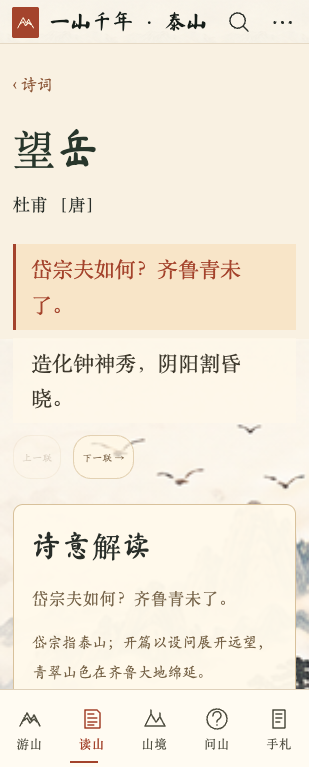 一山千年 · 泰山
‹ 诗词
望岳
杜甫 [唐]
岱宗夫如何? 齐鲁青未
了。
造化钟神秀, 阴阳割昏
晓。
上一联
下一联 →
诗意解读
岱宗夫如何? 齐鲁青未了。
岱宗指泰山; 开篇以设问展开远望,
青翠山色在齐鲁大地绵延。
游山
读山
山境
问山
手札